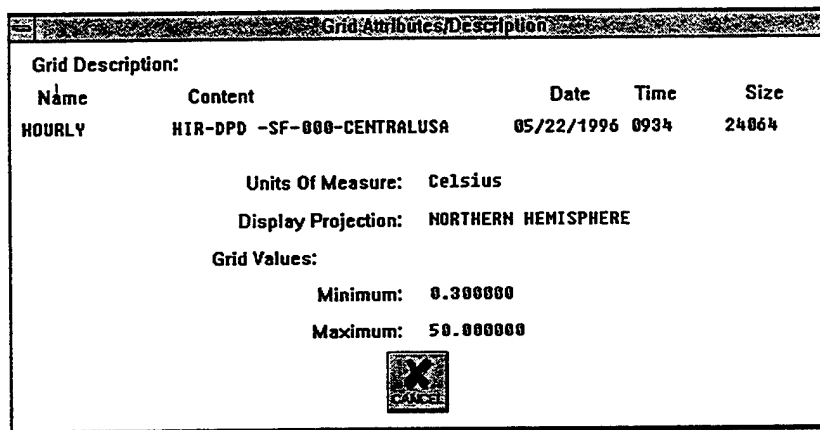 Grid Attributes/Description
Grid Description:
Name Content Date Time Size
HOURLY HIR-DPD -SF-000-CENTRALUSA 05/22/1996 0934 24064
Units Of Measure: Celsius
Display Projection: NORTHERN HEMISPHERE
Grid Values:
Minimum: 0.300000
Maximum: 50.000000
CANCEL